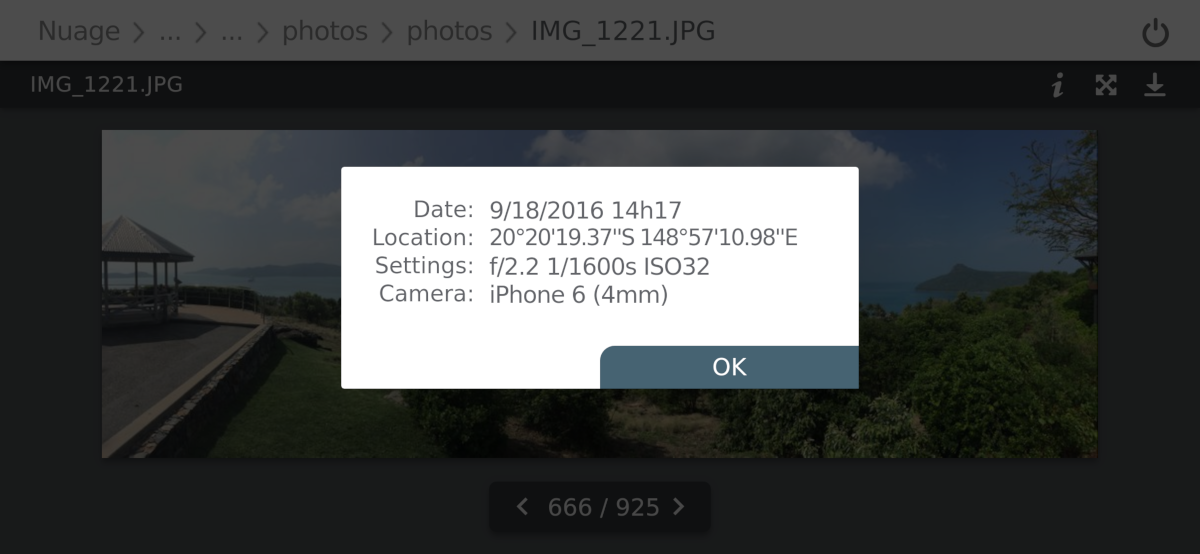 Nuage > ... > ... > photos > photos > IMG_1221.JPG
IMG_1221.JPG
Date: 9/18/2016 14h17
Location: 20°20'19.37"S 148°57'10.98"E
Settings: f/2.2 1/1600s ISO32
Camera: iPhone 6 (4mm)
OK
666 / 925